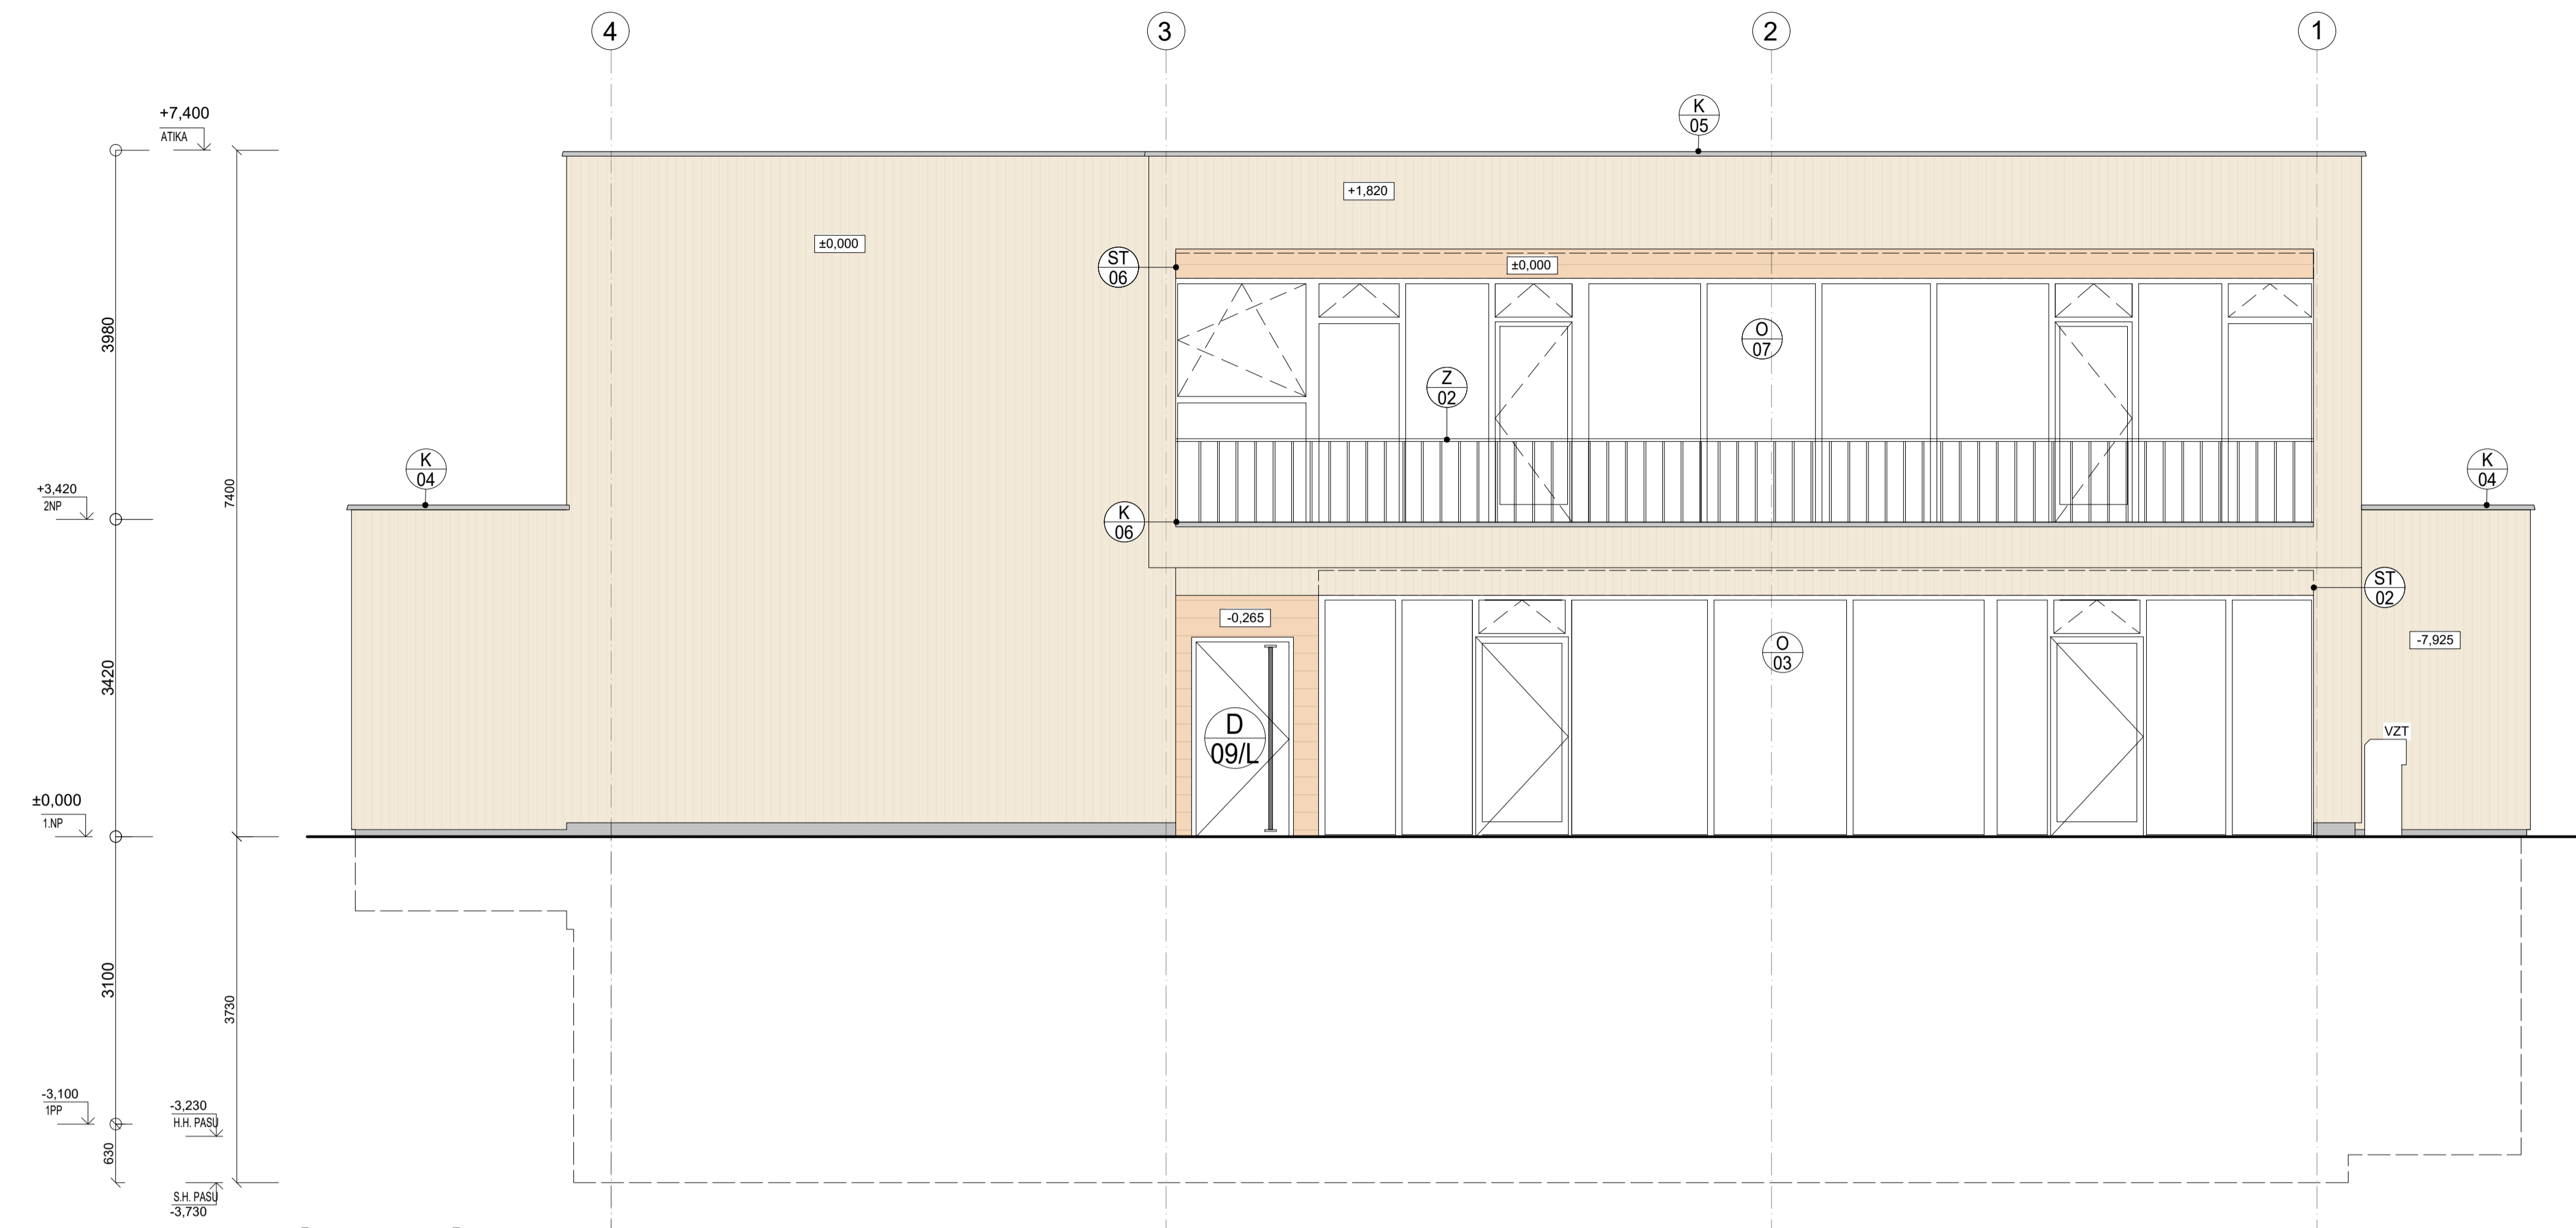 4
3
2
1
+7,400
ATIKA
K
05
+1,820
±0,000
ST
06
±0,000
3980
O
07
Z
02
K
04
K
04
+3,420
2NP
7400
K
06
ST
02
-0,265
-7,925
O
03
3420
D
09/L
VZT
±0,000
1.NP
3100
3730
-3,100
1PP
-3,230
H.H. PASU
630
S.H. PASU
-3,730